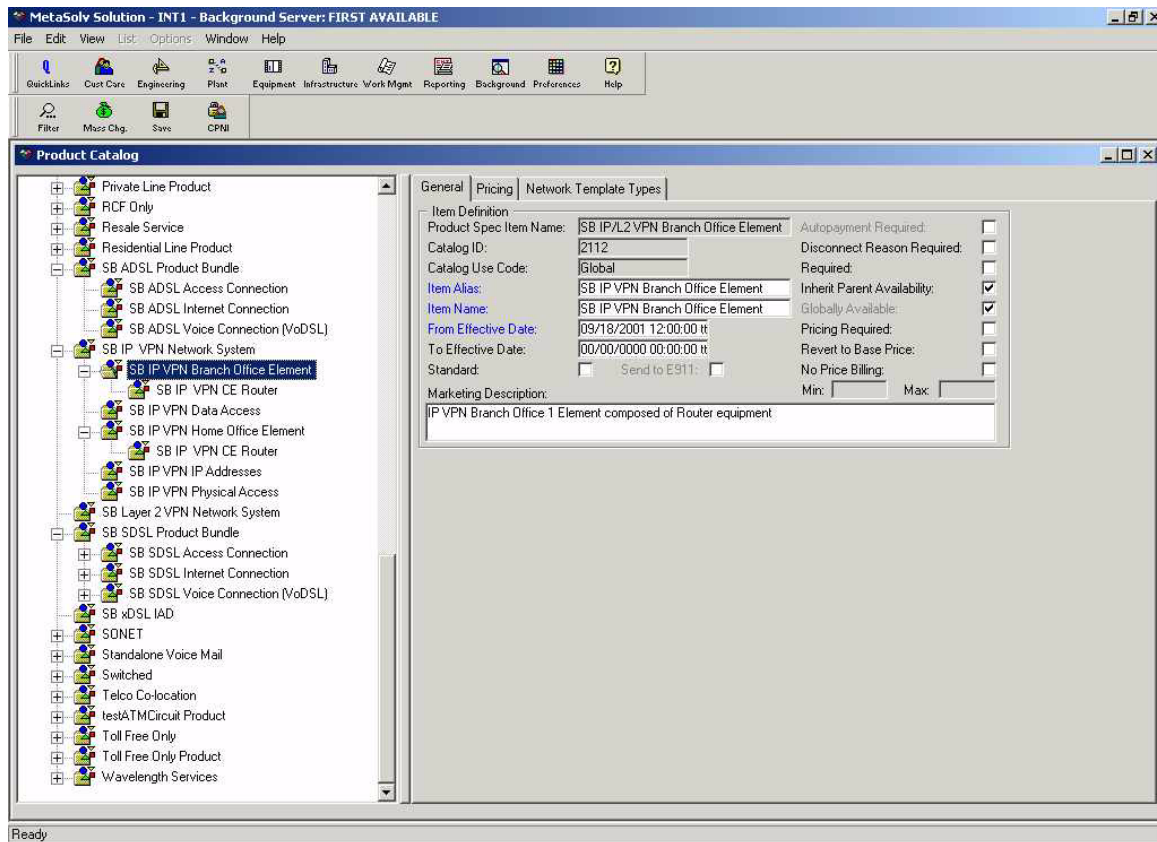 MetaSolv Solution - INT1 - Background Server: FIRST AVAILABLE
File Edit View List Options Window Help
QuickLinks Cust Care Engineering Plant Equipment Infrastructure Work Mgmt Reporting Background Preferences Help
Filter Mass Chg. Save CPNI
Product Catalog
Private Line Product
RCF Only
Resale Service
Residential Line Product
SB ADSL Product Bundle
SB ADSL Access Connection
SB ADSL Internet Connection
SB ADSL Voice Connection (VoDSL)
SB IP VPN Network System
SB IP VPN Branch Office Element
SB IP VPN CE Router
SB IP VPN Data Access
SB IP VPN Home Office Element
SB IP VPN CE Router
SB IP VPN IP Addresses
SB IP VPN Physical Access
SB Layer 2 VPN Network System
SB SDSL Product Bundle
SB SDSL Access Connection
SB SDSL Internet Connection
SB SDSL Voice Connection (VoDSL)
SB xDSL IAD
SONET
Standalone Voice Mail
Switched
Telco Co-location
testATMCircuit Product
Toll Free Only
Toll Free Only Product
Wavelength Services
General Pricing Network Template Types
Item Definition
Product Spec Item Name: SB IP/L2 VPN Branch Office Element Autopayment Required:
Catalog ID: 2112 Disconnect Reason Required:
Catalog Use Code: Global Required:
Item Alias: SB IP VPN Branch Office Element Inherit Parent Availability:
Item Name: SB IP VPN Branch Office Element Globally Available:
From Effective Date: 09/18/2001 12:00:00 tt Pricing Required:
To Effective Date: 00/00/0000 00:00:00 tt Revert to Base Price:
Standard: Send to E911: No Price Billing:
Marketing Description: Min: Max:
IP VPN Branch Office 1 Element composed of Router equipment
Ready